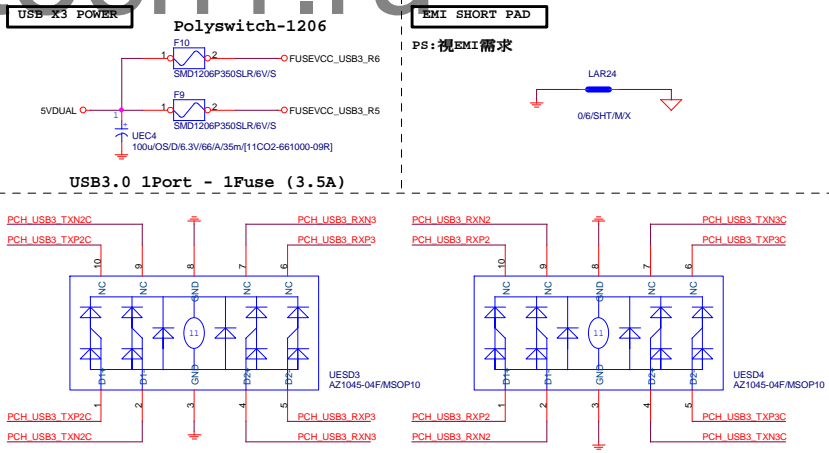 USB X3 POWER
Polyswitch-1206
F10
1
2
FUSEVCC_USB3_R6
SMD1206P350SLR/6V/S
F9
5VDUAL
1
2
FUSEVCC_USB3_R5
SMD1206P350SLR/6V/S
1
+
UEC4
100u/OS/D/6.3V/66/A/35m/[11CO2-661000-09R]
USB3.0 1Port - 1Fuse (3.5A)
EMI SHORT PAD
PS:視EMI需求
LAR24
0/6/SHT/M/X
PCH_USB3_TXN2C
PCH_USB3_RXN3
PCH_USB3_TXP2C
PCH_USB3_RXP3
10
9
8
7
6
NC
NC
GND
NC
NC
11
D1+
D1-
GND
D2+
D2-
UESD3
AZ1045-04F/MSOP10
1
2
3
4
5
PCH_USB3_TXP2C
PCH_USB3_RXP3
PCH_USB3_TXN2C
PCH_USB3_RXN3
PCH_USB3_RXN2
PCH_USB3_TXN3C
PCH_USB3_RXP2
PCH_USB3_TXP3C
10
9
8
7
6
NC
NC
GND
NC
NC
11
D1+
D1-
GND
D2+
D2-
UESD4
AZ1045-04F/MSOP10
1
2
3
4
5
PCH_USB3_RXP2
PCH_USB3_TXP3C
PCH_USB3_RXN2
PCH_USB3_TXN3C